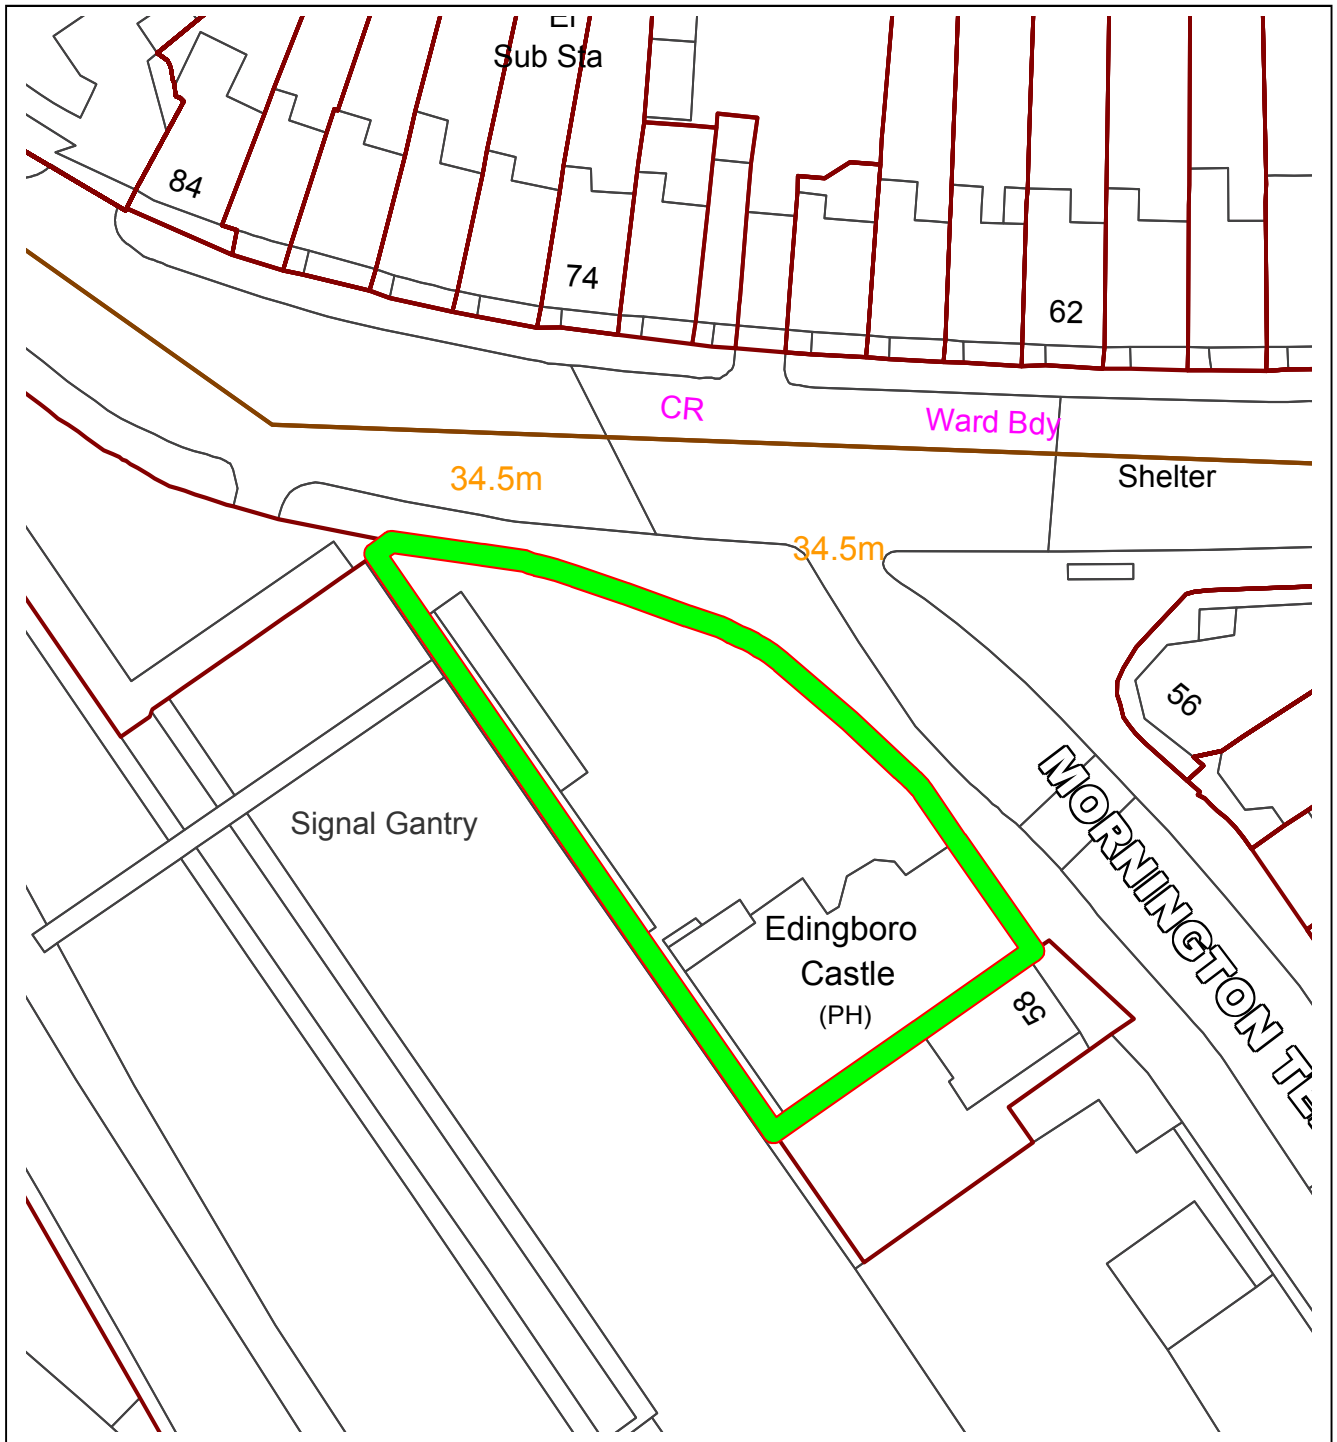 El
Sub Sta
84
74
62
CR
Ward Bdy
34.5m
Shelter
34.5m
56
MORNINGTON TE
Signal Gantry
Edingboro
Castle
(PH)
58